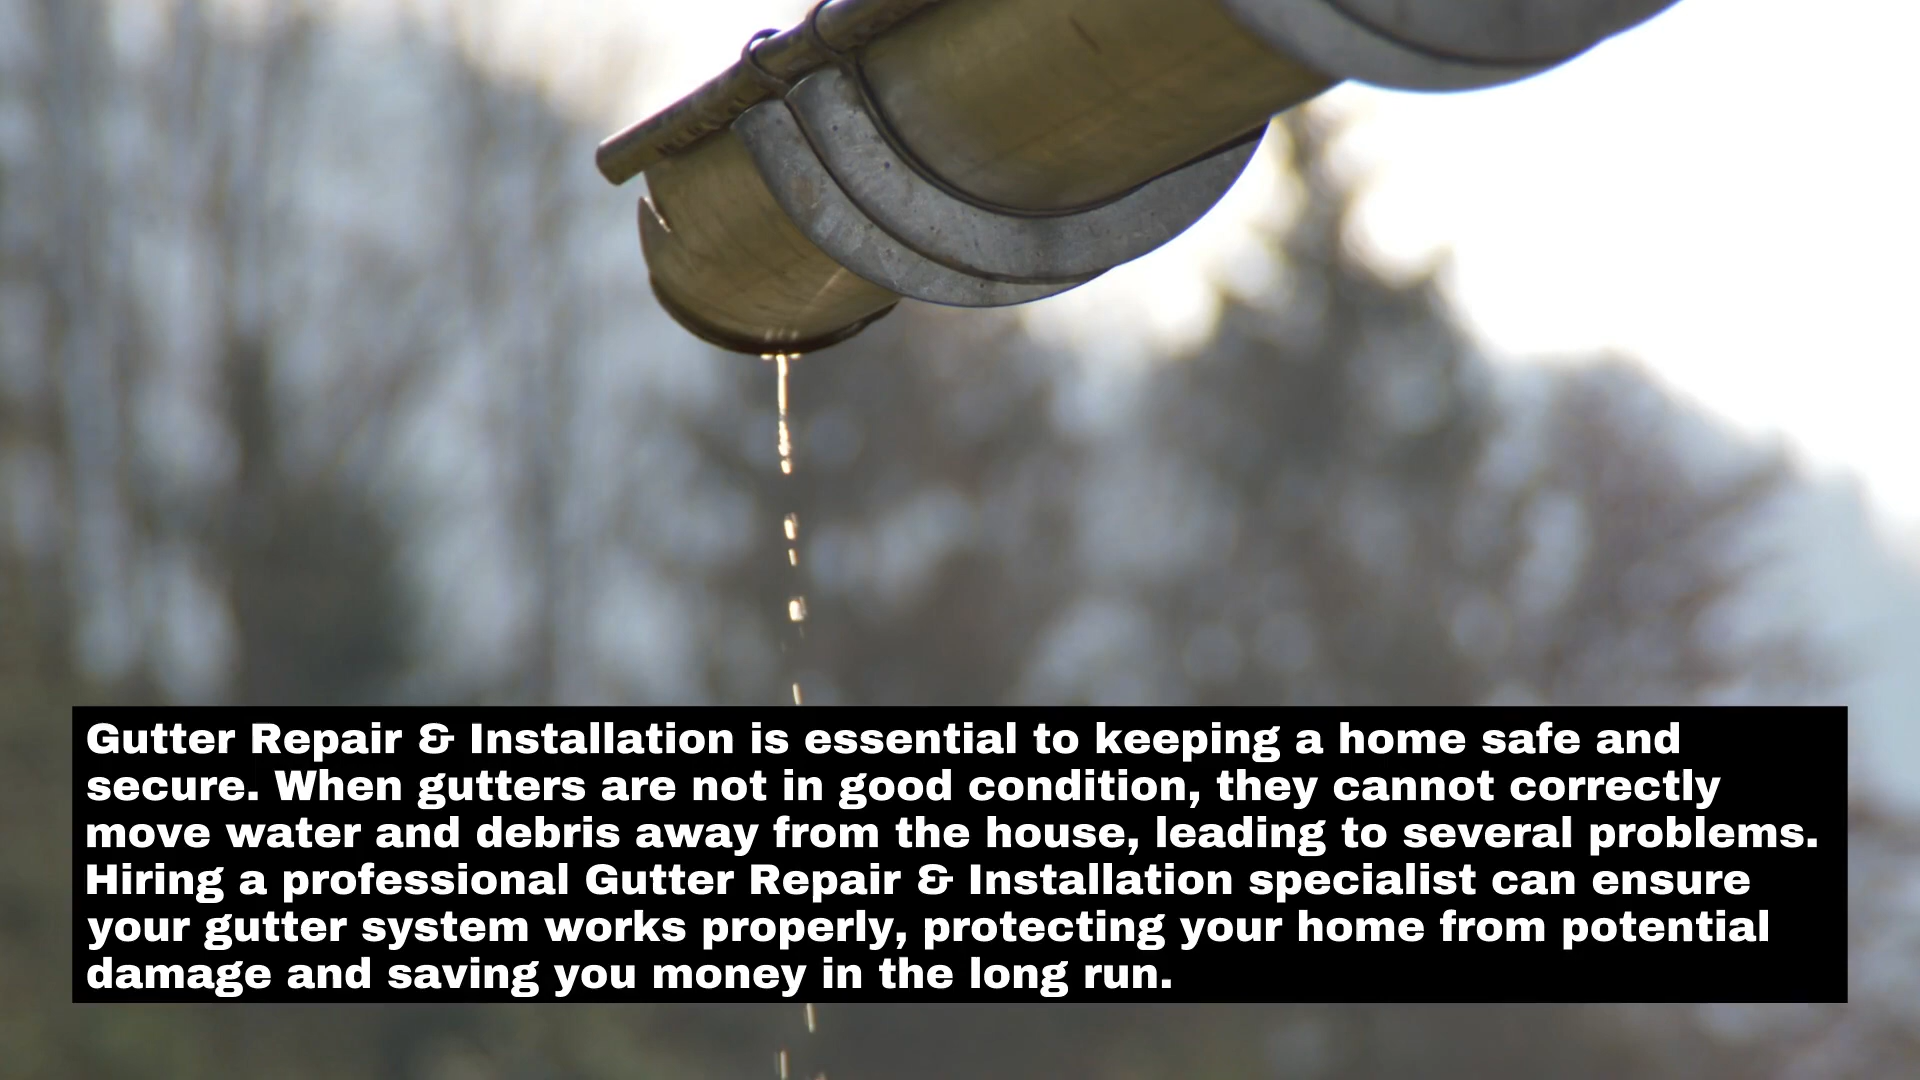 Gutter Repair & Installation is essential to keeping a home safe and
secure. When gutters are not in good condition, they cannot correctly
move water and debris away from the house, leading to several problems.
Hiring a professional Gutter Repair & Installation specialist can ensure
your gutter system works properly, protecting your home from potential
damage and saving you money in the long run.